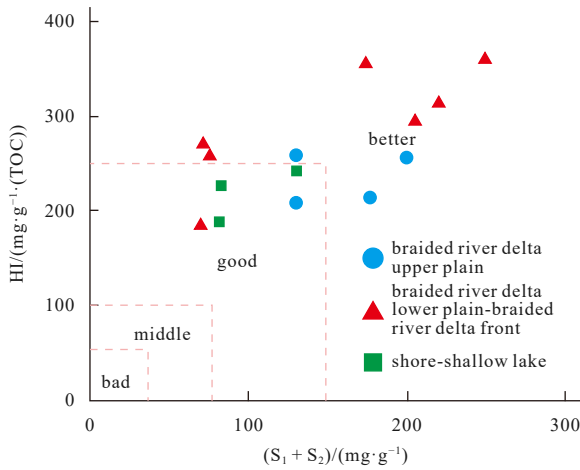 400
300
200
100
0
HI/(mg·g⁻¹·(TOC))
better
good
middle
bad
braided river delta
upper plain
braided river delta
lower plain-braided
river delta front
shore-shallow lake
0
100
200
300
(S₁ + S₂)/(mg·g⁻¹)